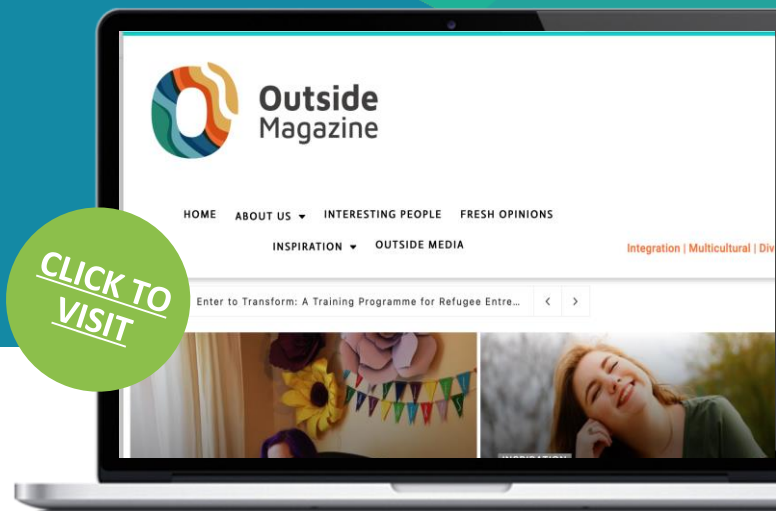 Outside
Magazine
HOME ABOUT US INTERESTING PEOPLE FRESH OPINIONS
INSPIRATION OUTSIDE MEDIA
Integration | Multicultural | Div
CLICK TO
VISIT
Enter to Transform: A Training Programme for Refugee Entre...
INSPIRATION